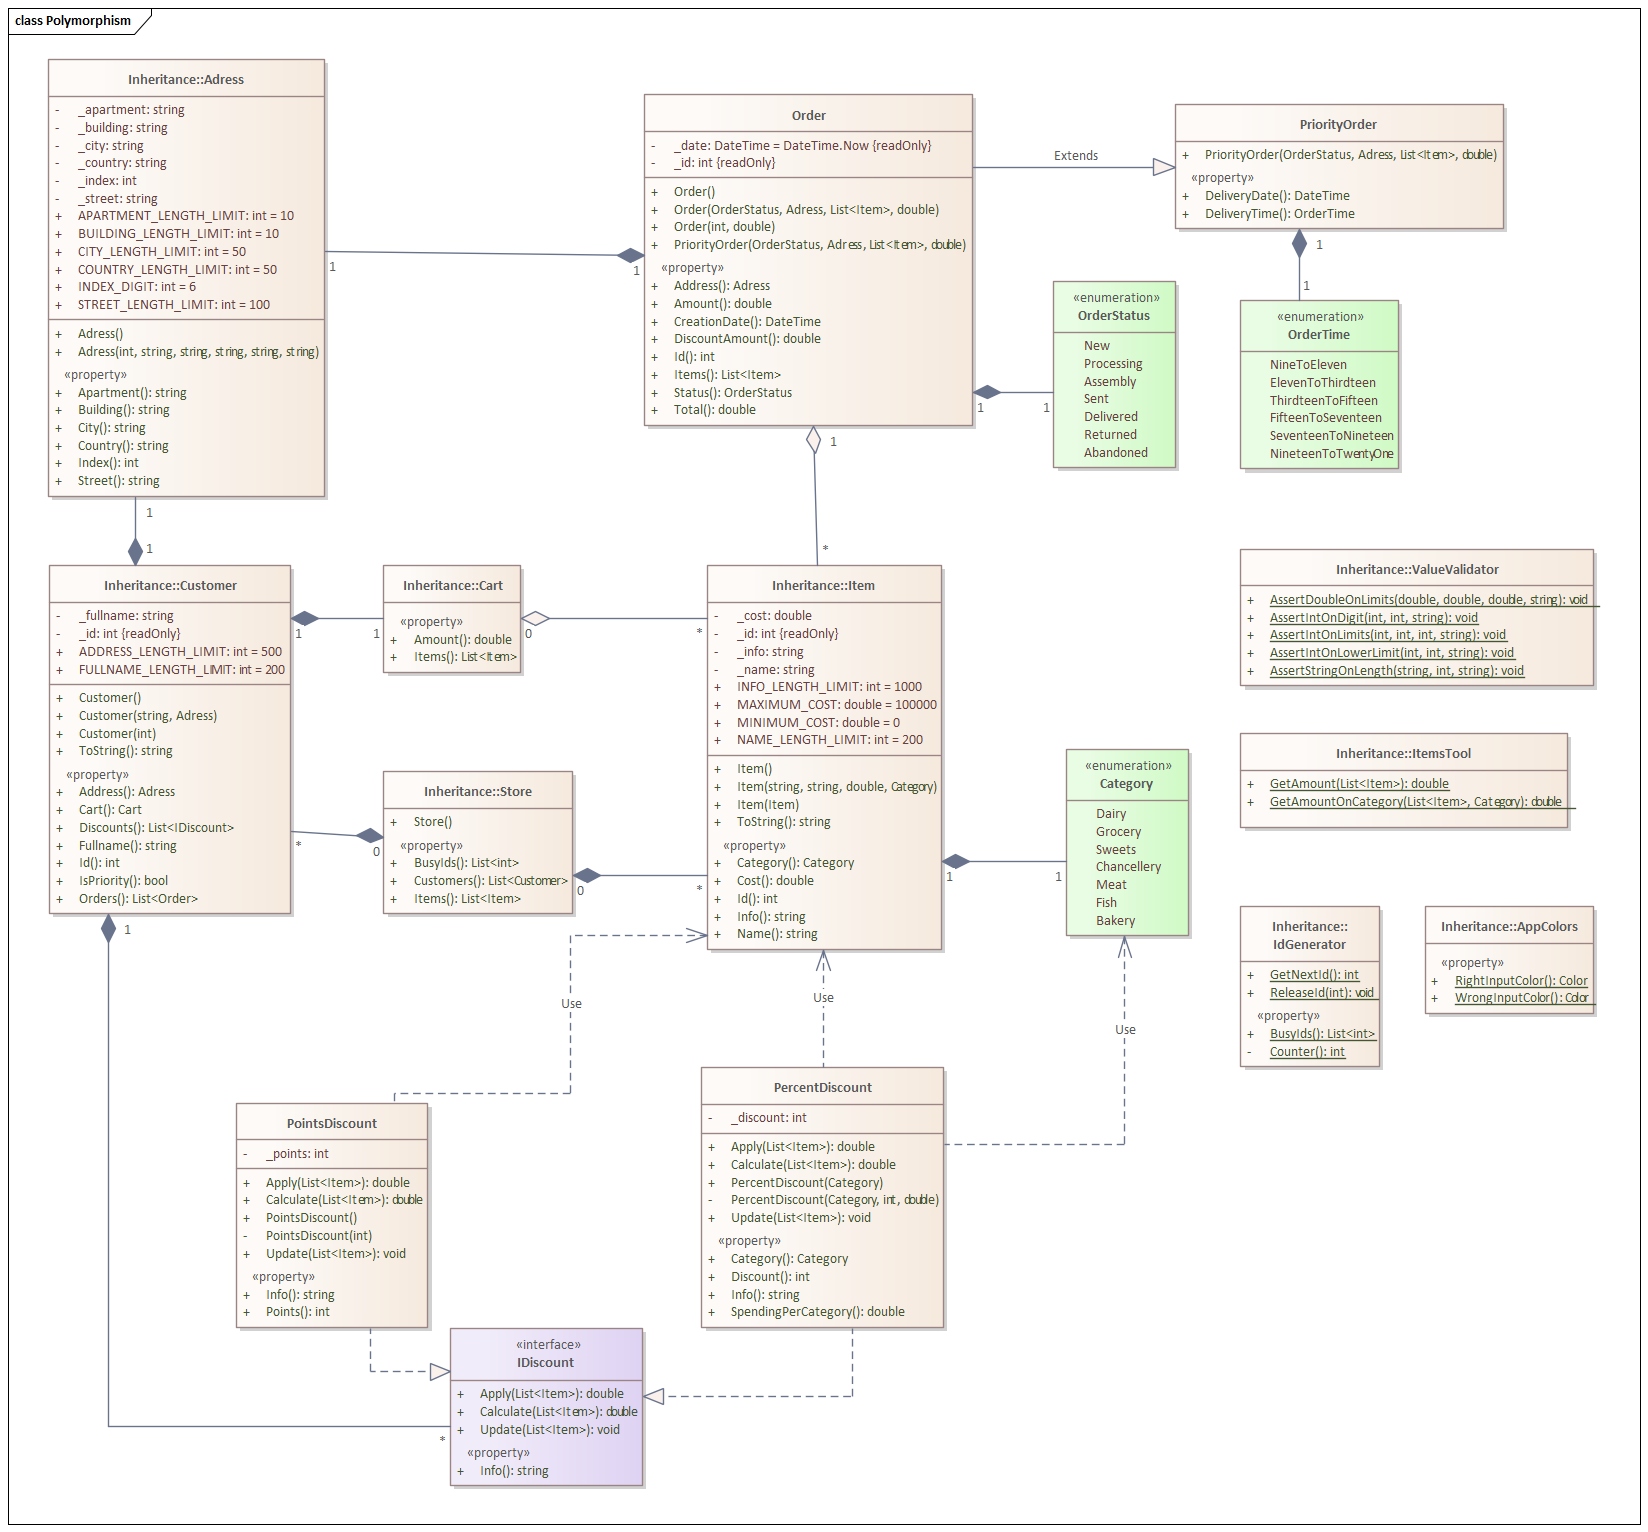 class Polymorphism
Inheritance::Adress
- _apartment: string
- _building: string
- _city: string
- _country: string
- _index: int
- _street: string
+ APARTMENT_LENGTH_LIMIT: int = 10
+ BUILDING_LENGTH_LIMIT: int = 10
+ CITY_LENGTH_LIMIT: int = 50
+ COUNTRY_LENGTH_LIMIT: int = 50
+ INDEX_DIGIT: int = 6
+ STREET_LENGTH_LIMIT: int = 100
+ Adress()
+ Adress(int, string, string, string, string, string)
«property»
+ Apartment(): string
+ Building(): string
+ City(): string
+ Country(): string
+ Index(): int
+ Street(): string
1
1
Order
- _date: DateTime = DateTime.Now {readOnly}
- _id: int {readOnly}
+ Order()
+ Order(OrderStatus, Adress, List<Item>, double)
+ Order(int, double)
+ PriorityOrder(OrderStatus, Adress, List<Item>, double)
«property»
+ Address(): Adress
+ Amount(): double
+ CreationDate(): DateTime
+ DiscountAmount(): double
+ Id(): int
+ Items(): List<Item>
+ Status(): OrderStatus
+ Total(): double
Extends
PriorityOrder
+ PriorityOrder(OrderStatus, Adress, List<Item>, double)
«property»
+ DeliveryDate(): DateTime
+ DeliveryTime(): OrderTime
1
1
«enumeration»
OrderStatus
New
Processing
Assembly
Sent
Delivered
Returned
Abandoned
1
1
«enumeration»
OrderTime
NineToEleven
ElevenToThirdteen
ThirdteenToFifteen
FifteenToSeventeen
SeventeenToNineteen
NineteenToTwentyOne
1
*
1
1
Inheritance::Customer
- _fullname: string
- _id: int {readOnly}
+ ADDRESS_LENGTH_LIMIT: int = 500
+ FULLNAME_LENGTH_LIMIT: int = 200
+ Customer()
+ Customer(string, Adress)
+ Customer(int)
+ ToString(): string
«property»
+ Address(): Adress
+ Cart(): Cart
+ Discounts(): List<IDiscount>
+ Fullname(): string
+ Id(): int
+ IsPriority(): bool
+ Orders(): List<Order>
1
1
Inheritance::Cart
«property»
+ Amount(): double
+ Items(): List<Item>
0
*
Inheritance::Item
- _cost: double
- _id: int {readOnly}
- _info: string
- _name: string
+ INFO_LENGTH_LIMIT: int = 1000
+ MAXIMUM_COST: double = 100000
+ MINIMUM_COST: double = 0
+ NAME_LENGTH_LIMIT: int = 200
+ Item()
+ Item(string, string, double, Category)
+ Item(Item)
+ ToString(): string
«property»
+ Category(): Category
+ Cost(): double
+ Id(): int
+ Info(): string
+ Name(): string
Inheritance::Store
+ Store()
«property»
+ BusyIds(): List<int>
+ Customers(): List<Customer>
+ Items(): List<Item>
*
0
0
*
1
1
«enumeration»
Category
Dairy
Grocery
Sweets
Chancellery
Meat
Fish
Bakery
Inheritance::ValueValidator
+ AssertDoubleOnLimits(double, double, double, string): void
+ AssertIntOnDigit(int, int, string): void
+ AssertIntOnLimits(int, int, int, string): void
+ AssertIntOnLowerLimit(int, int, string): void
+ AssertStringOnLength(string, int, string): void
Inheritance::ItemsTool
+ GetAmount(List<Item>): double
+ GetAmountOnCategory(List<Item>, Category): double
Inheritance::
IdGenerator
+ GetNextId(): int
+ ReleaseId(int): void
«property»
+ BusyIds(): List<int>
- Counter(): int
Inheritance::AppColors
«property»
+ RightInputColor(): Color
+ WrongInputColor(): Color
1
Use
Use
Use
PointsDiscount
- _points: int
+ Apply(List<Item>): double
+ Calculate(List<Item>): double
+ PointsDiscount()
- PointsDiscount(int)
+ Update(List<Item>): void
«property»
+ Info(): string
+ Points(): int
PercentDiscount
- _discount: int
+ Apply(List<Item>): double
+ Calculate(List<Item>): double
+ PercentDiscount(Category)
- PercentDiscount(Category, int, double)
+ Update(List<Item>): void
«property»
+ Category(): Category
+ Discount(): int
+ Info(): string
+ SpendingPerCategory(): double
«interface»
IDiscount
+ Apply(List<Item>): double
+ Calculate(List<Item>): double
+ Update(List<Item>): void
«property»
+ Info(): string
*